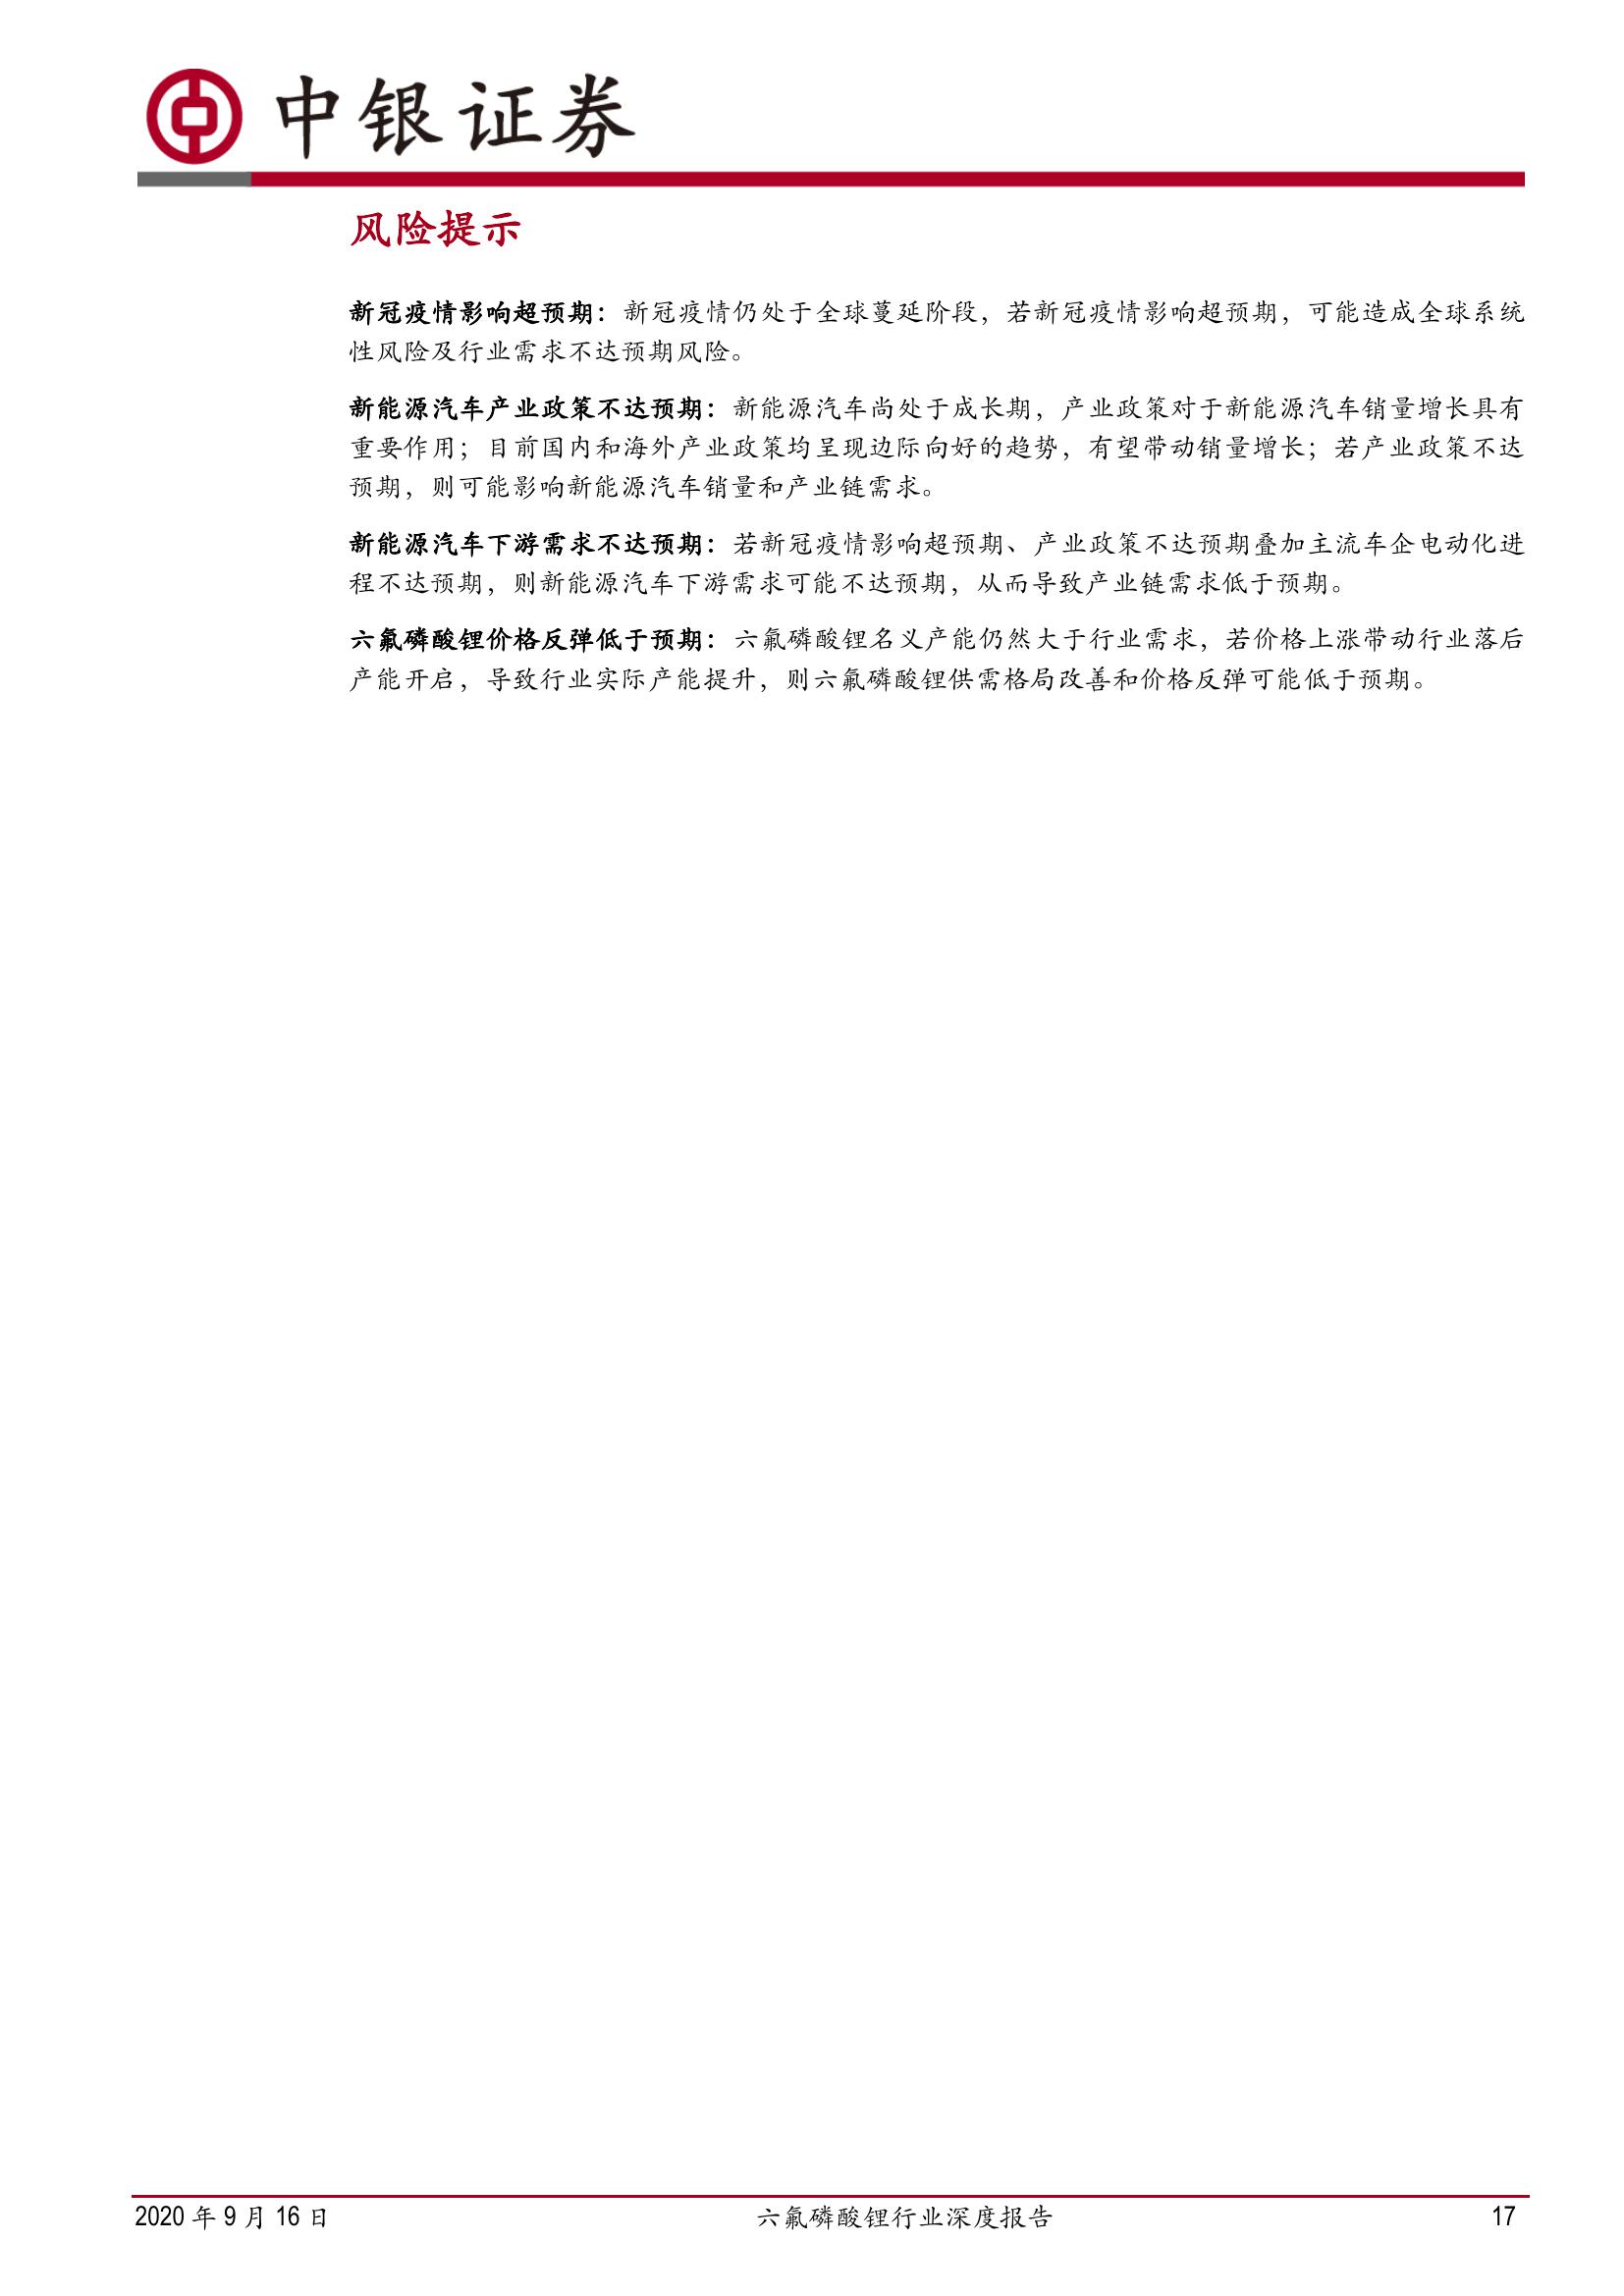 中银证券
风险提示
新冠疫情影响超预期：新冠疫情仍处于全球蔓延阶段，若新冠疫情影响超预期，可能造成全球系统
性风险及行业需求不达预期风险。
新能源汽车产业政策不达预期：新能源汽车尚处于成长期，产业政策对于新能源汽车销量增长具有
重要作用；目前国内和海外产业政策均呈现边际向好的趋势，有望带动销量增长；若产业政策不达
预期，则可能影响新能源汽车销量和产业链需求。
新能源汽车下游需求不达预期：若新冠疫情影响超预期、产业政策不达预期叠加主流车企电动化进
程不达预期，则新能源汽车下游需求可能不达预期，从而导致产业链需求低于预期。
六氟磷酸锂价格反弹低于预期：六氟磷酸锂名义产能仍然大于行业需求，若价格上涨带动行业落后
产能开启，导致行业实际产能提升，则六氟磷酸锂供需格局改善和价格反弹可能低于预期。
2020 年 9 月 16 日 六氟磷酸锂行业深度报告 17